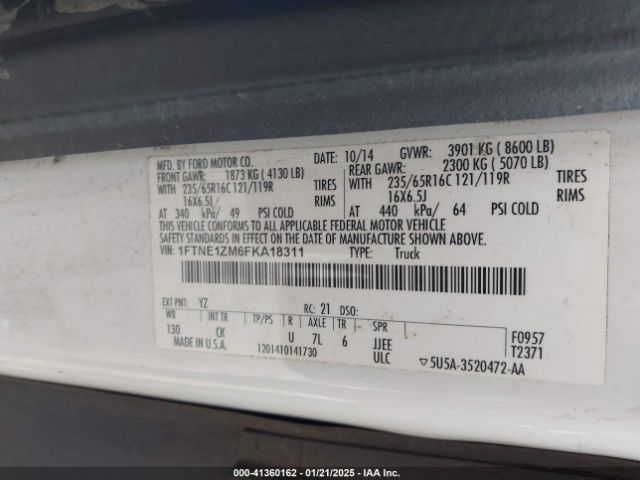 MFD. BY FORD MOTOR CO. DATE: 10/14 GVWR: 3901 KG ( 8600 LB)
FRONT GAWR: 1873 KG ( 4130 LB) REAR GAWR: 2300 KG ( 5070 LB)
WITH 235/65R16C 121/119R TIRES WITH 235/65R16C 121/119R TIRES
16X6.5J RIMS 16X6.5J RIMS
AT 340 kPa/ 49 PSI COLD AT 440 kPa/ 64 PSI COLD
THIS VEHICLE CONFORMS TO ALL APPLICABLE FEDERAL MOTOR VEHICLE
SAFETY STANDARDS IN EFFECT ON THE DATE OF MANUFACTURE SHOWN ABOVE.
VIN: 1FTNE1ZM6FKA18311 TYPE: Truck
EXT PNT: YZ RC: 21 DSO:
WB INT TR TP/PS R AXLE TR SPR
130 CK U 7L 6 JJEE F0957
MADE IN U.S.A. 1201410141730 ULC T2371
▽5U5A-3520472-AA
000-41360162 - 01/21/2025 - IAA Inc.